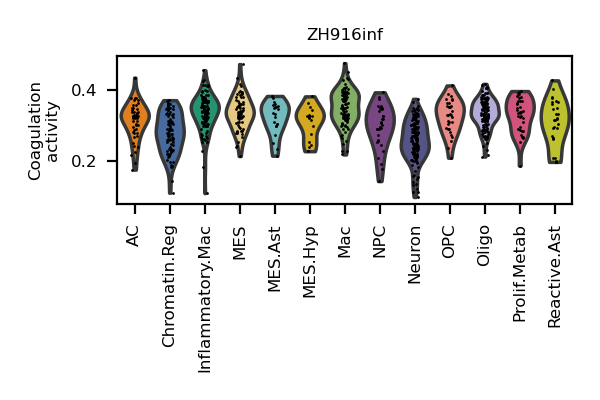 ZH916inf
Coagulation
activity
0.4
0.2
AC
Chromatin.Reg
Inflammatory.Mac
MES
MES.Ast
MES.Hyp
Mac
NPC
Neuron
OPC
Oligo
Prolif.Metab
Reactive.Ast